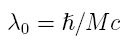 λ₀ = ℏ/Mc